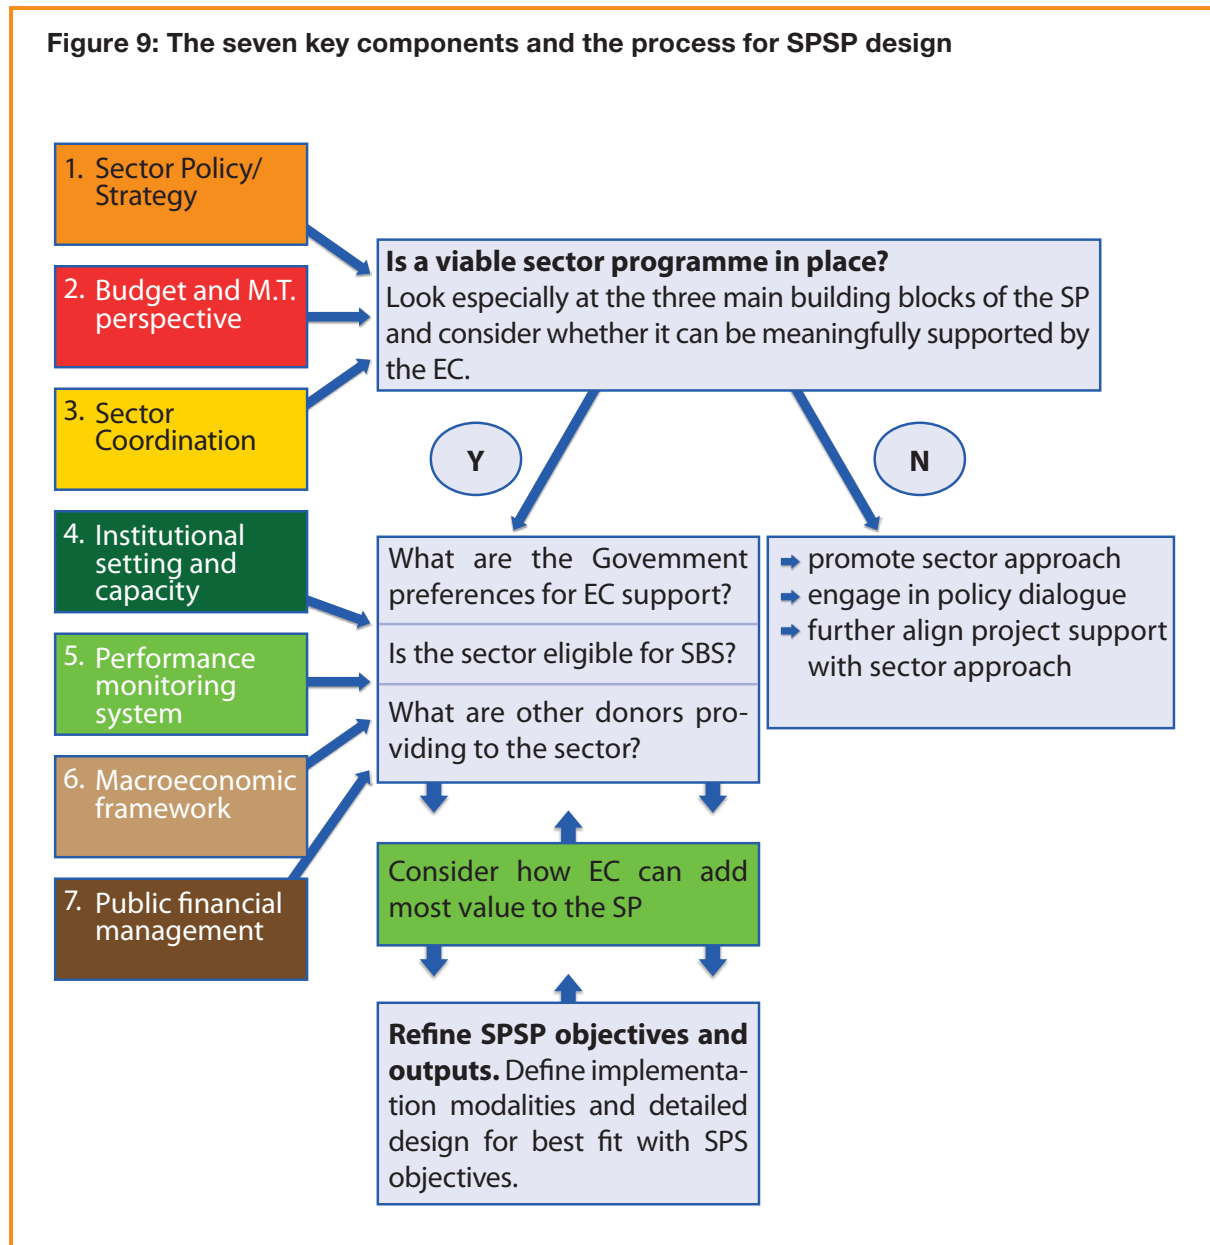 Figure 9: The seven key components and the process for SPSP design
1. Sector Policy/
Strategy
2. Budget and M.T.
perspective
3. Sector
Coordination
4. Institutional
setting and
capacity
5. Performance
monitoring
system
6. Macroeconomic
framework
7. Public financial
management
Is a viable sector programme in place?
Look especially at the three main building blocks of the SP
and consider whether it can be meaningfully supported by
the EC.
Y
N
What are the Government
preferences for EC support?
Is the sector eligible for SBS?
What are other donors pro-
viding to the sector?
promote sector approach
engage in policy dialogue
further align project support
with sector approach
Consider how EC can add
most value to the SP
Refine SPSP objectives and
outputs. Define implementa-
tion modalities and detailed
design for best fit with SPS
objectives.